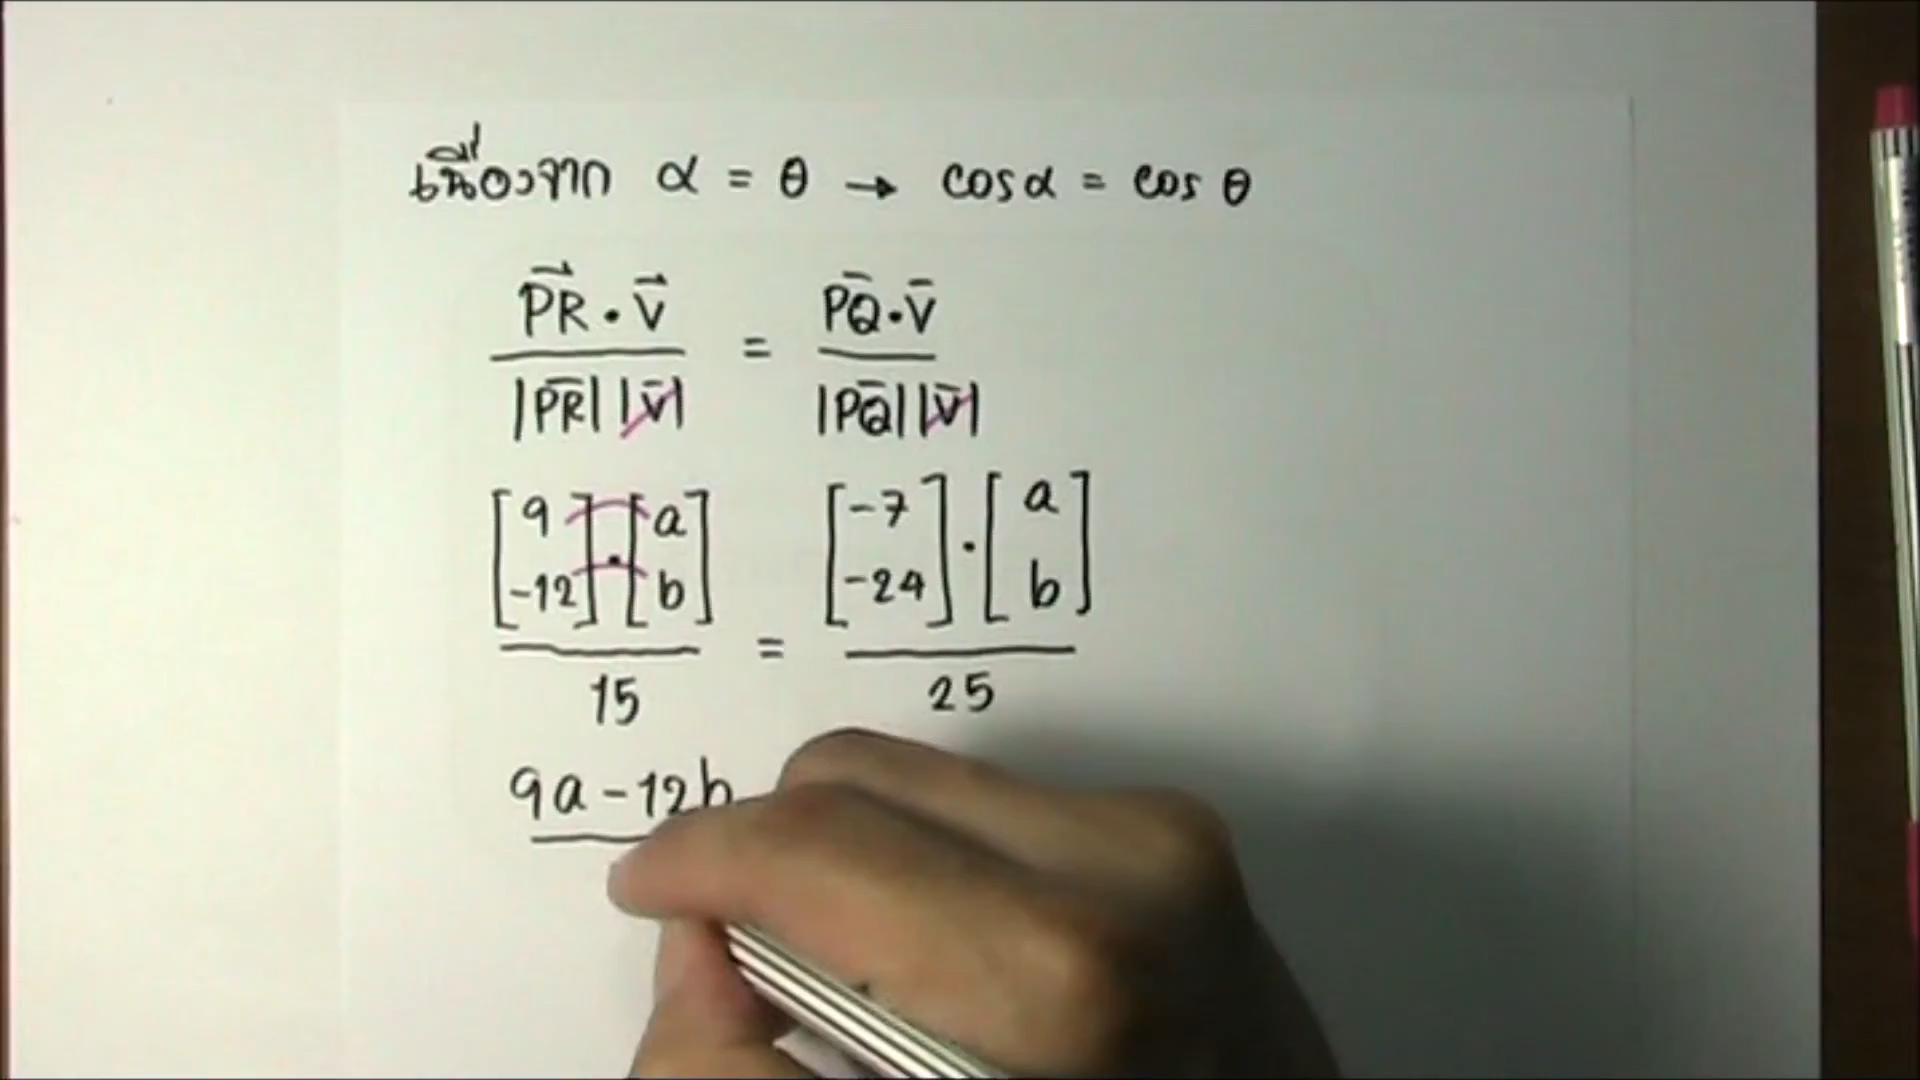 เนื่องจาก α = θ → cosα = cos θ
PR⃗ · V⃗ / |PR̄| |V̄| = PQ̄ · V̄ / |PQ̄| |V̄|
[9 -12] · [a b] / 15 = [-7 -24] · [a b] / 25
9a - 12b